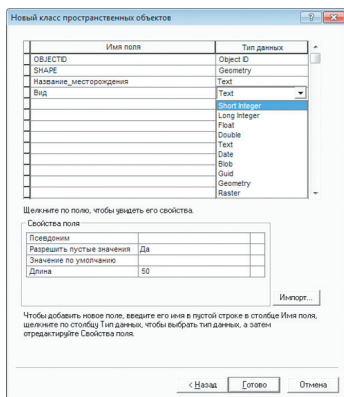 Новый класс пространственных объектов
Имя поля Тип данных
OBJECTID Object ID
SHAPE Geometry
Название_месторождения Text
Вид Text
Short Integer
Long Integer
Float
Double
Text
Date
Blob
Guid
Geometry
Raster
Щелкните по полю, чтобы увидеть его свойства.
Свойства поля
Псевдоним
Разрешить пустые значения Да
Значение по умолчанию
Длина 50
Импорт...
Чтобы добавить новое поле, введите его имя в пустой строке в столбце Имя поля,
щелкните по столбцу Тип данных, чтобы выбрать тип данных, а затем
отредактируйте Свойства поля.
< Назад Готово Отмена